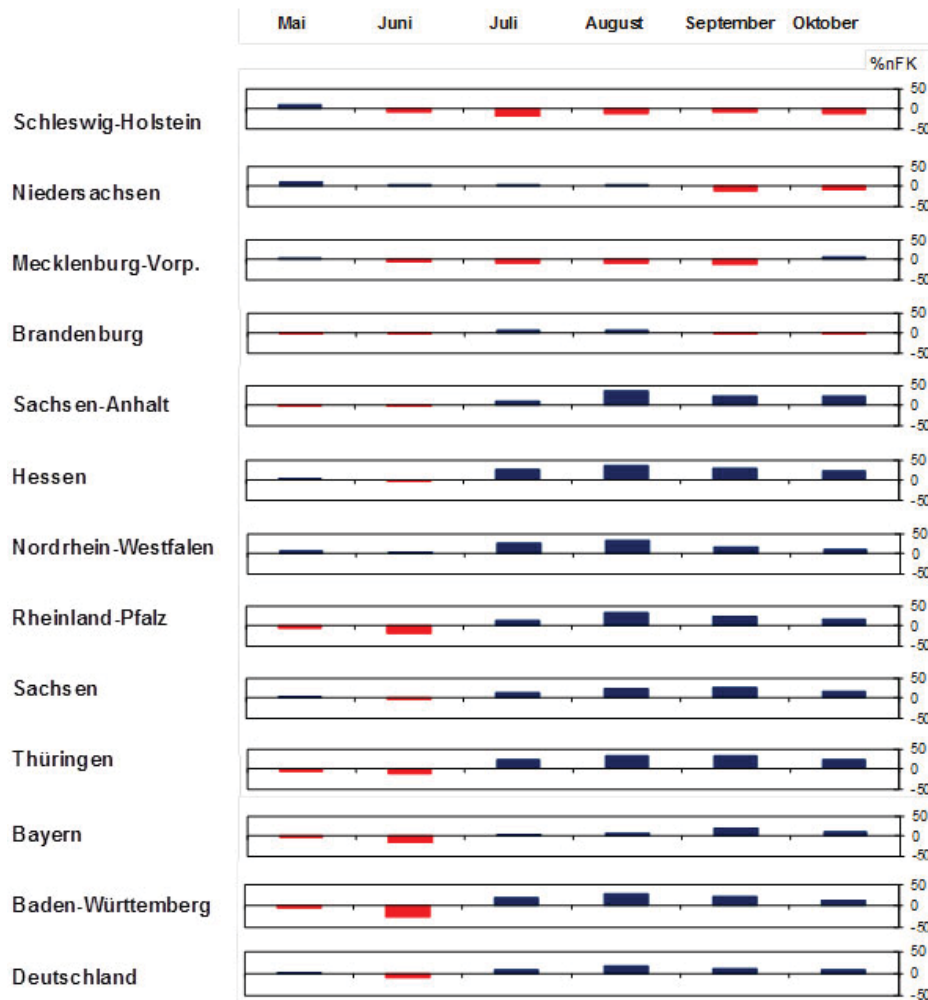 Mai Juni Juli August September Oktober
%nFK
Schleswig-Holstein 50 0 -50
Niedersachsen 50 0 -50
Mecklenburg-Vorp. 50 0 -50
Brandenburg 50 0 -50
Sachsen-Anhalt 50 0 -50
Hessen 50 0 -50
Nordrhein-Westfalen 50 0 -50
Rheinland-Pfalz 50 0 -50
Sachsen 50 0 -50
Thüringen 50 0 -50
Bayern 50 0 -50
Baden-Württemberg 50 0 -50
Deutschland 50 0 -50